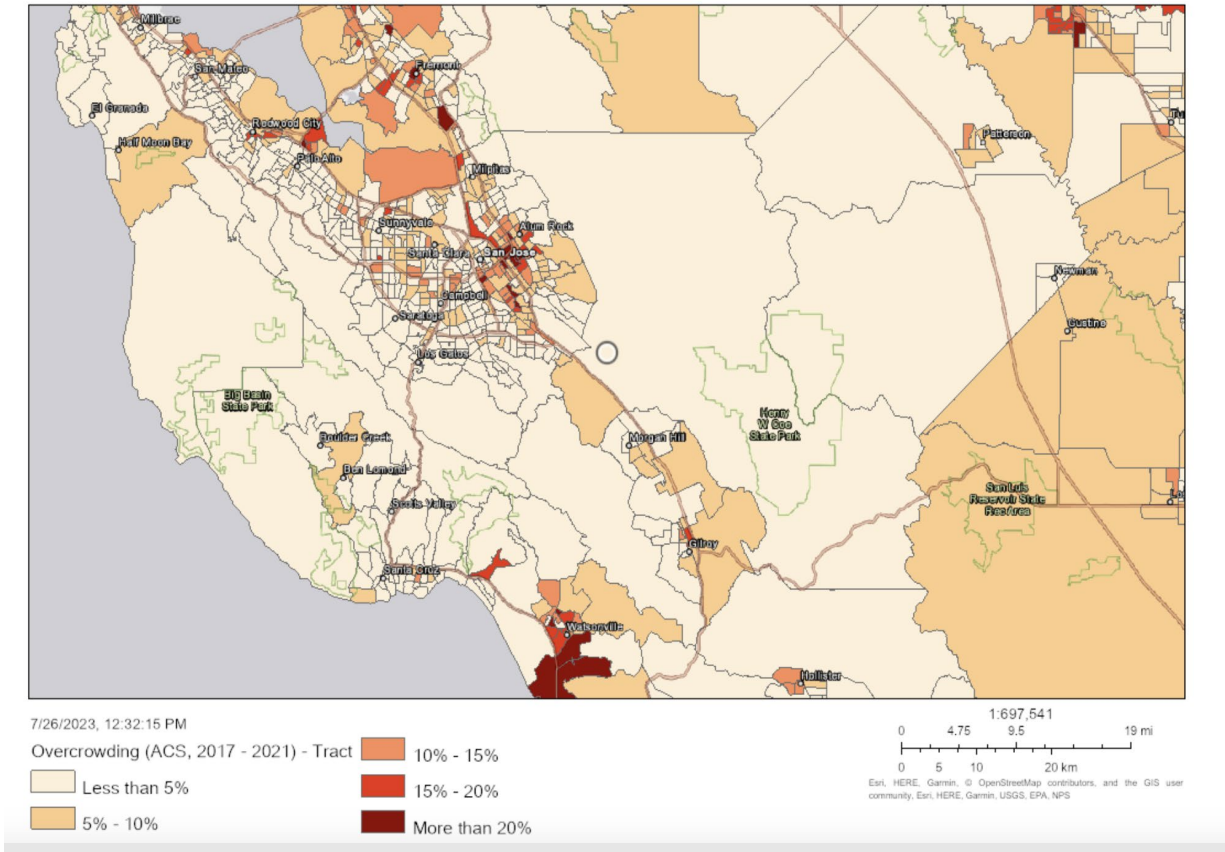 Millbrae
San Mateo
Fremont
El Granada
Redwood City
Half Moon Bay
Palo Alto
Patterson
Milpitas
Sunnyvale
Alum Rock
Santa Clara
San Jose
Newman
Campbell
Saratoga
Gustine
Los Gatos
Big Basin
State Park
Henry
W Coe
State Park
Boulder Creek
Morgan Hill
Ben Lomond
San Luis
Reservoir State
Rec Area
Scotts Valley
Gilroy
Santa Cruz
Watsonville
Hollister
7/26/2023, 12:32:15 PM
Overcrowding (ACS, 2017 - 2021) - Tract
Less than 5%
5% - 10%
10% - 15%
15% - 20%
More than 20%
1:697,541
0 4.75 9.5 19 mi
0 5 10 20 km
Esri, HERE, Garmin, © OpenStreetMap contributors, and the GIS user
community, Esri, HERE, Garmin, USGS, EPA, NPS